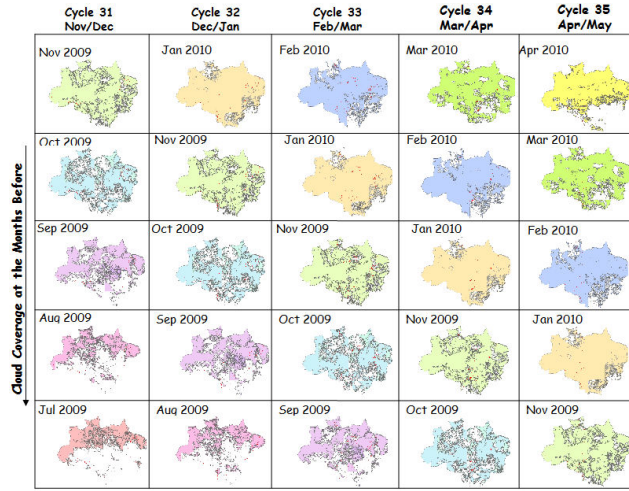 Cycle 31 Cycle 32 Cycle 33 Cycle 34 Cycle 35
Nov/Dec Dec/Jan Feb/Mar Mar/Apr Apr/May
Cloud Coverage at the Months Before
Nov 2009 Jan 2010 Feb 2010 Mar 2010 Apr 2010
Oct 2009 Nov 2009 Jan 2010 Feb 2010 Mar 2010
Sep 2009 Oct 2009 Nov 2009 Jan 2010 Feb 2010
Aug 2009 Sep 2009 Oct 2009 Nov 2009 Jan 2010
Jul 2009 Aug 2009 Sep 2009 Oct 2009 Nov 2009